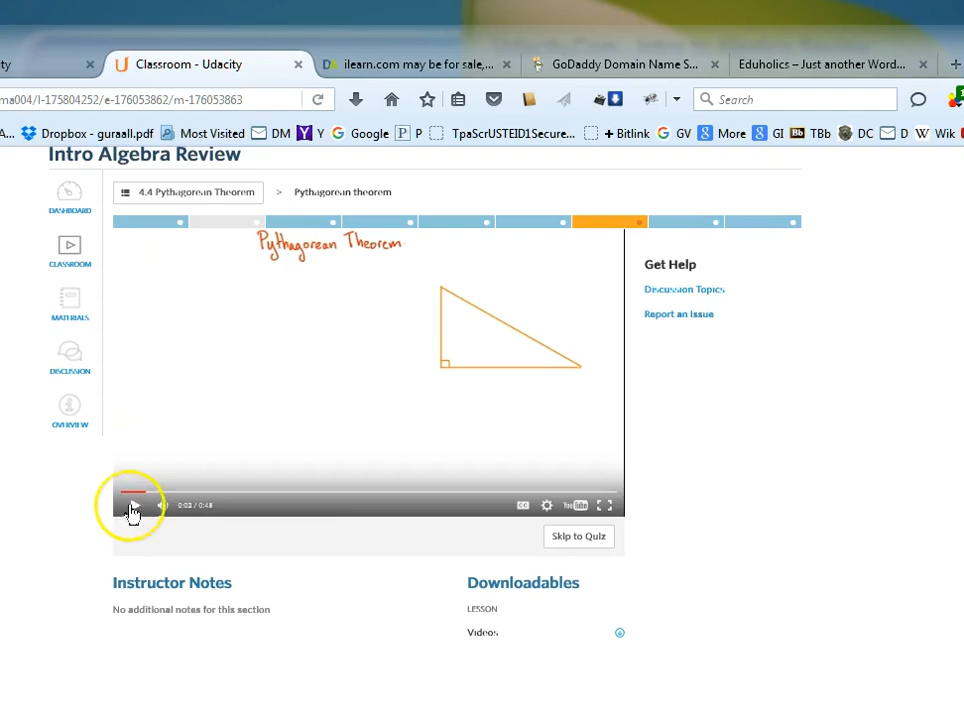 ty Classroom - Udacity ilearn.com may be for sale,... GoDaddy Domain Name S... Eduholics – Just another Word...
ma004/l-175804252/e-176053862/m-176053863 Search
A... Dropbox - guraall.pdf Most Visited DM Y Google P TpaScrUSTEID1Secure... + Bitlink GV More GI TBb DC D Wik
Intro Algebra Review
4.4 Pythagorean Theorem > Pythagorean theorem
DASHBOARD
CLASSROOM
MATERIALS
DISCUSSION
OVERVIEW
Pythagorean Theorem
Get Help
Discussion Topics
Report an Issue
0:02 / 0:48 CC YouTube
Skip to Quiz
Instructor Notes
No additional notes for this section
Downloadables
LESSON
Videos